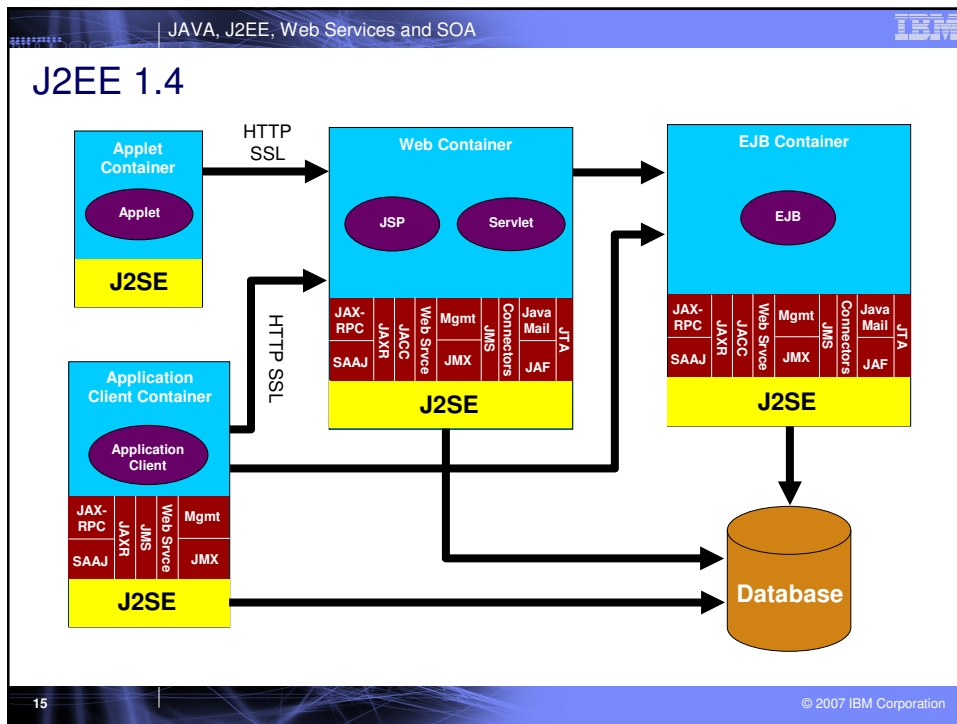 JAVA, J2EE, Web Services and SOA
IBM
J2EE 1.4
Applet
Container
Applet
J2SE
HTTP
SSL
Web Container
JSP
Servlet
JAX-
RPC
SAAJ
JAXR
JACC
Web Srvce
Mgmt
JMX
JMS
Connectors
Java
Mail
JAF
JTA
J2SE
EJB Container
EJB
JAX-
RPC
SAAJ
JAXR
JACC
Web Srvce
Mgmt
JMX
JMS
Connectors
Java
Mail
JAF
JTA
J2SE
HTTP SSL
Application
Client Container
Application
Client
JAX-
RPC
SAAJ
JAXR
JMS
Web Srvce
Mgmt
JMX
J2SE
Database
15
© 2007 IBM Corporation